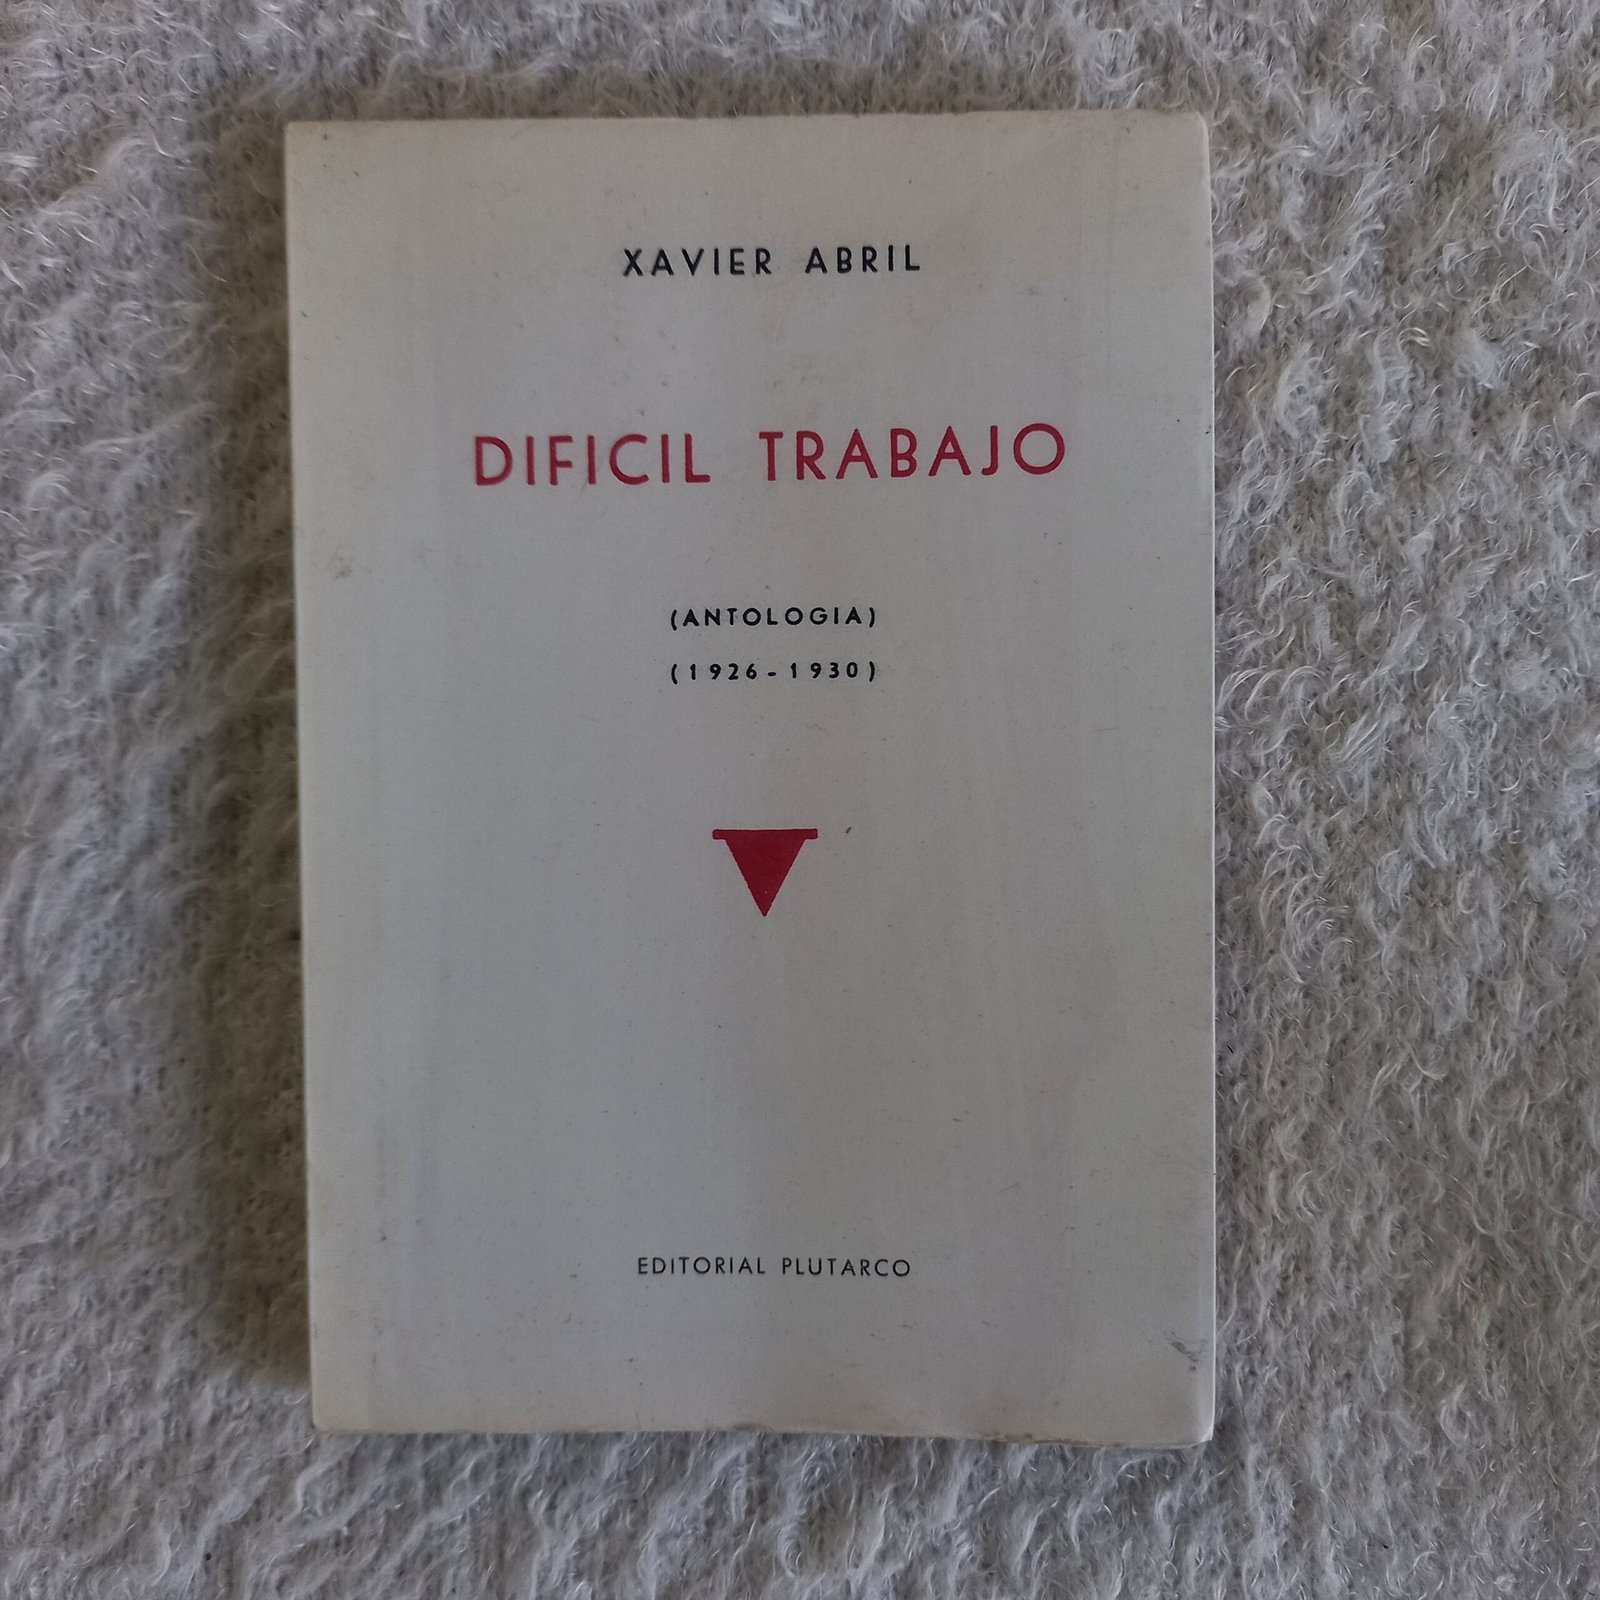 XAVIER ABRIL
DIFICIL TRABAJO
(ANTOLOGIA)
(1926-1930)
EDITORIAL PLUTARCO